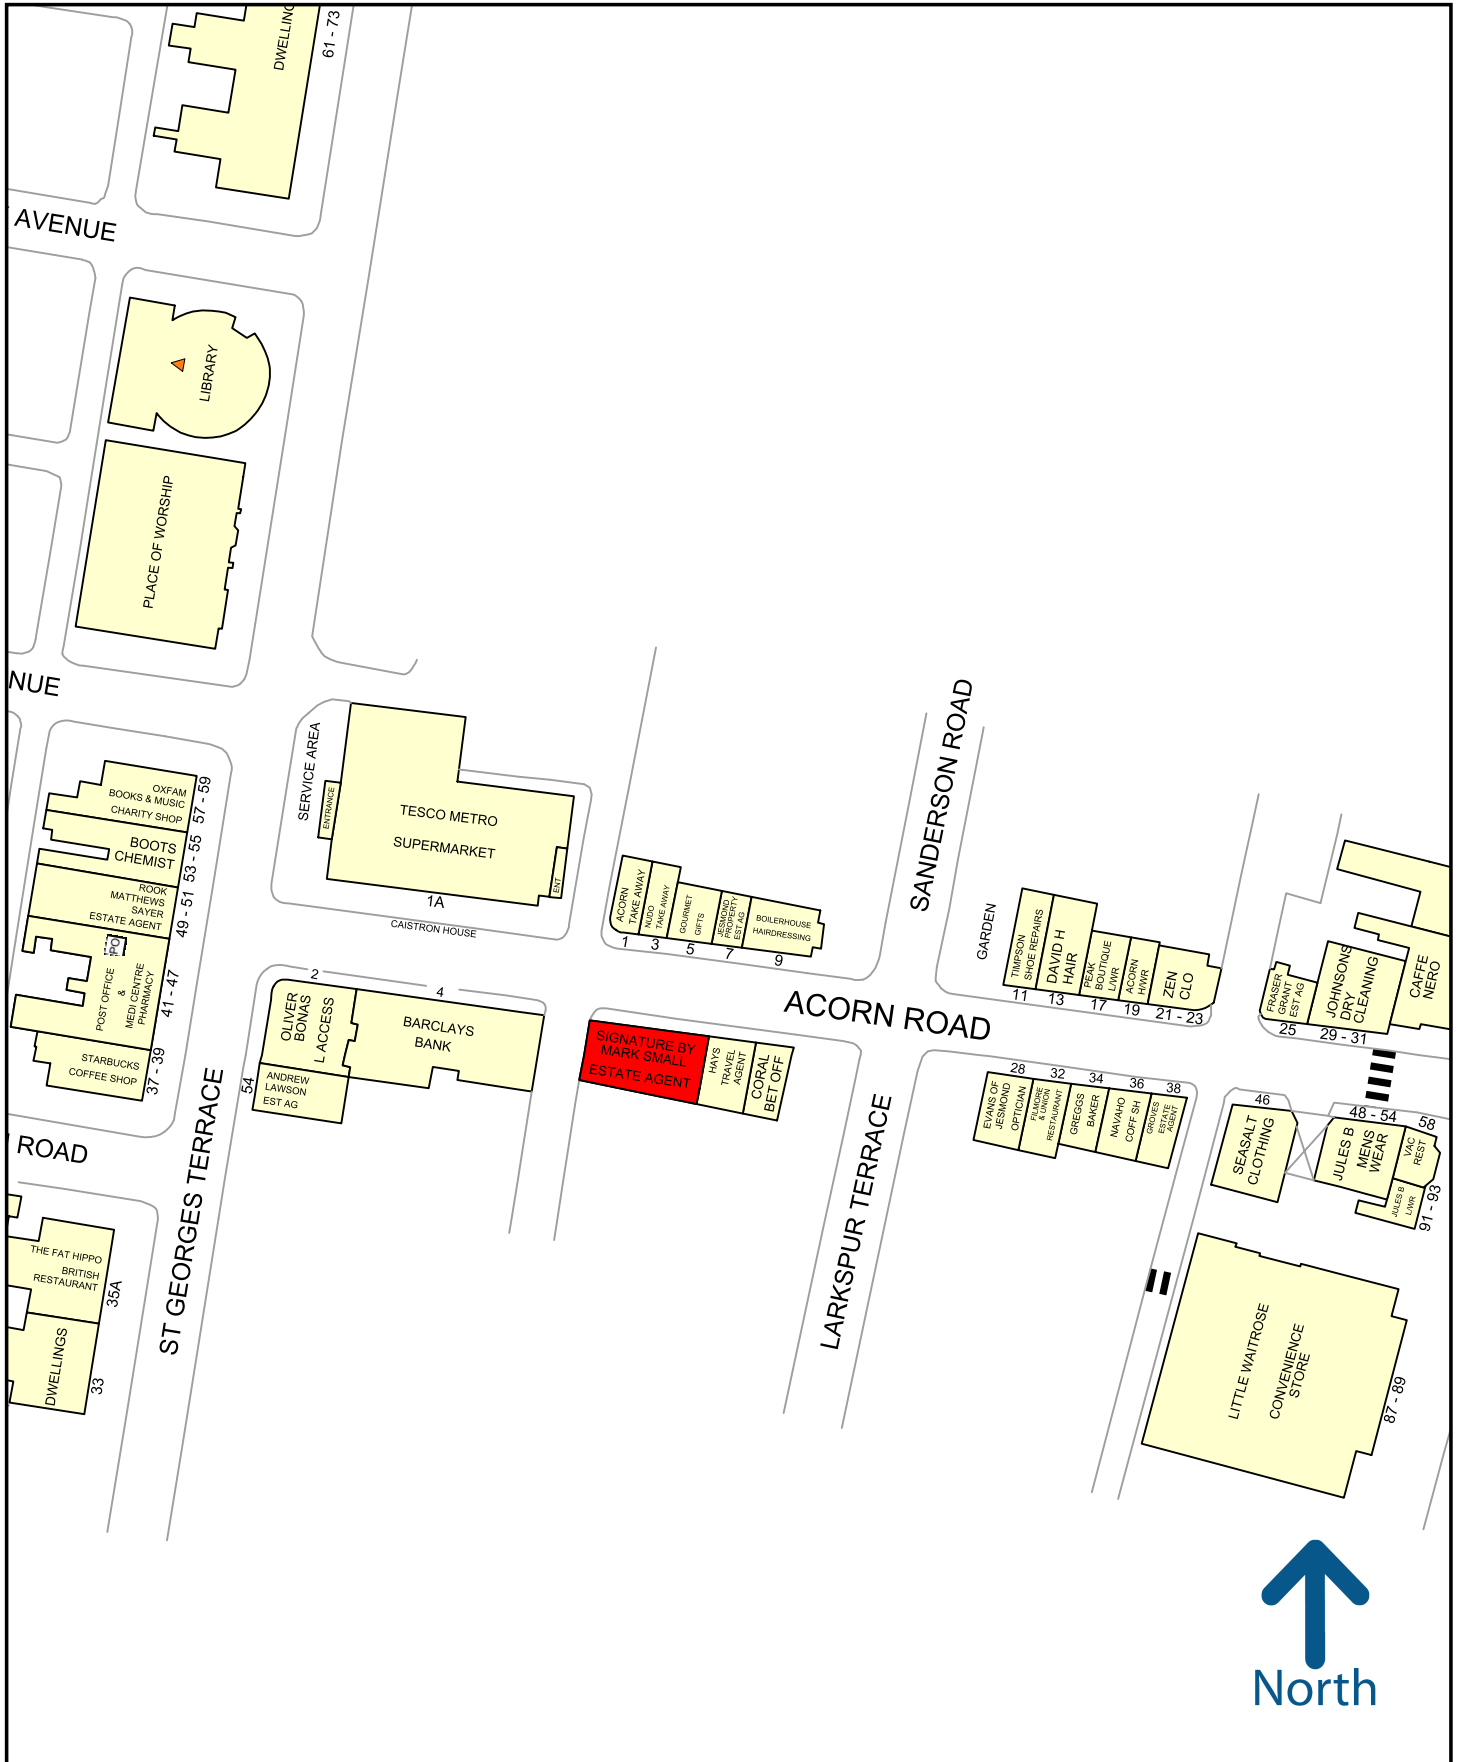 DWELLING
61 - 73
AVENUE
LIBRARY
PLACE OF WORSHIP
NUE
SERVICE AREA
ENTRANCE
TESCO METRO
SUPERMARKET
ENT
1A
CAISTRON HOUSE
OXFAM
BOOKS & MUSIC
CHARITY SHOP
57 - 59
BOOTS
CHEMIST
53 - 55
ROOK
MATTHEWS
SAYER
ESTATE AGENT
49 - 51
PO
POST OFFICE
&
MEDI CENTRE
PHARMACY
41 - 47
STARBUCKS
COFFEE SHOP
37 - 39
ROAD
THE FAT HIPPO
BRITISH
RESTAURANT
35A
DWELLINGS
33
ST GEORGES TERRACE
2
OLIVER
BONAS
L ACCESS
4
BARCLAYS
BANK
54
ANDREW
LAWSON
EST AG
ACORN
TAKE AWAY
1
NUDO
TAKE AWAY
3
GOURMET
GIFTS
5
JESMOND
PROPERTY
EST AG
7
BOILERHOUSE
HAIRDRESSING
9
SIGNATURE BY
MARK SMALL
ESTATE AGENT
HAYS
TRAVEL
AGENT
CORAL
BET OFF
ACORN ROAD
SANDERSON ROAD
LARKSPUR TERRACE
GARDEN
TIMPSON
SHOE REPAIRS
11
DAVID H
HAIR
13
PEAK
BOUTIQUE
L/WR
17
ACORN
H/WR
19
ZEN
CLO
21 - 23
FRASER
GRANT
EST AG
25
JOHNSONS
DRY
CLEANING
29 - 31
CAFFE
NERO
28
EVANS OF
JESMOND
OPTICIAN
32
FILMORE
& UNION
RESTAURANT
34
GREGGS
BAKER
36
NAVAHO
COFF SH
38
GROVES
ESTATE
AGENT
46
SEASALT
CLOTHING
48 - 54
JULES B
MENS
WEAR
58
VAC
REST
JULES B
L/WR
91 - 93
LITTLE WAITROSE
CONVENIENCE
STORE
87 - 89
North